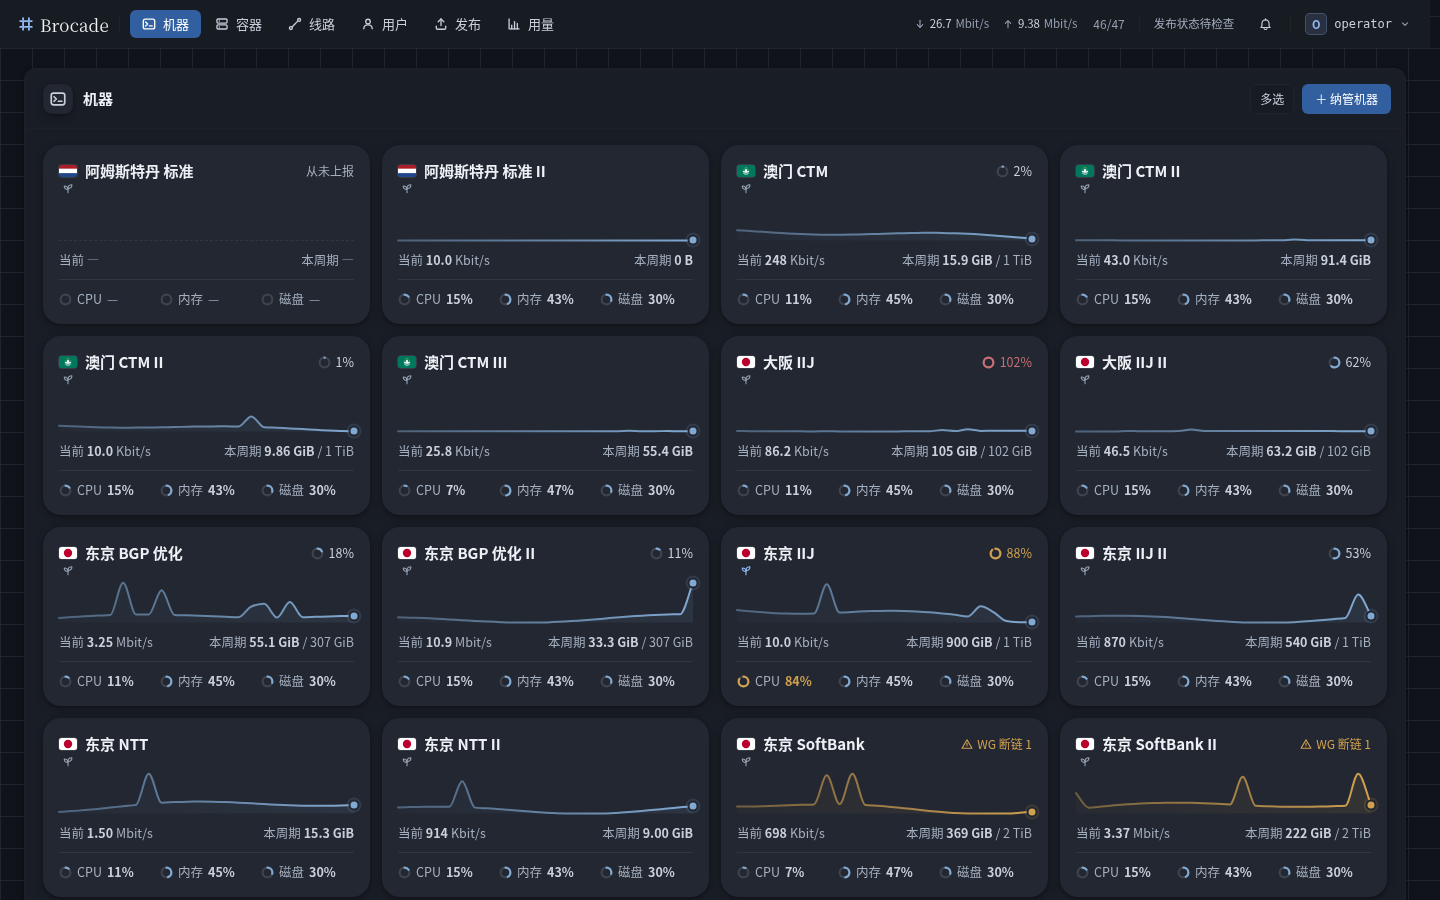 Brocade 机器 容器 线路 用户 发布 用量 ↓ 26.7 Mbit/s ↑ 9.38 Mbit/s 46/47 发布状态待检查 O operator
机器 多选 + 纳管机器
阿姆斯特丹 标准 从未上报
当前 — 本周期 —
CPU — 内存 — 磁盘 —
阿姆斯特丹 标准 II
当前 10.0 Kbit/s 本周期 0 B
CPU 15% 内存 43% 磁盘 30%
澳门 CTM 2%
当前 248 Kbit/s 本周期 15.9 GiB / 1 TiB
CPU 11% 内存 45% 磁盘 30%
澳门 CTM II
当前 43.0 Kbit/s 本周期 91.4 GiB
CPU 15% 内存 43% 磁盘 30%
澳门 CTM II 1%
当前 10.0 Kbit/s 本周期 9.86 GiB / 1 TiB
CPU 15% 内存 43% 磁盘 30%
澳门 CTM III
当前 25.8 Kbit/s 本周期 55.4 GiB
CPU 7% 内存 47% 磁盘 30%
大阪 IIJ 102%
当前 86.2 Kbit/s 本周期 105 GiB / 102 GiB
CPU 11% 内存 45% 磁盘 30%
大阪 IIJ II 62%
当前 46.5 Kbit/s 本周期 63.2 GiB / 102 GiB
CPU 15% 内存 43% 磁盘 30%
东京 BGP 优化 18%
当前 3.25 Mbit/s 本周期 55.1 GiB / 307 GiB
CPU 11% 内存 45% 磁盘 30%
东京 BGP 优化 II 11%
当前 10.9 Mbit/s 本周期 33.3 GiB / 307 GiB
CPU 15% 内存 43% 磁盘 30%
东京 IIJ 88%
当前 10.0 Kbit/s 本周期 900 GiB / 1 TiB
CPU 84% 内存 45% 磁盘 30%
东京 IIJ II 53%
当前 870 Kbit/s 本周期 540 GiB / 1 TiB
CPU 15% 内存 43% 磁盘 30%
东京 NTT
当前 1.50 Mbit/s 本周期 15.3 GiB
CPU 11% 内存 45% 磁盘 30%
东京 NTT II
当前 914 Kbit/s 本周期 9.00 GiB
CPU 15% 内存 43% 磁盘 30%
东京 SoftBank WG 断链 1
当前 698 Kbit/s 本周期 369 GiB / 2 TiB
CPU 7% 内存 47% 磁盘 30%
东京 SoftBank II WG 断链 1
当前 3.37 Mbit/s 本周期 222 GiB / 2 TiB
CPU 15% 内存 43% 磁盘 30%